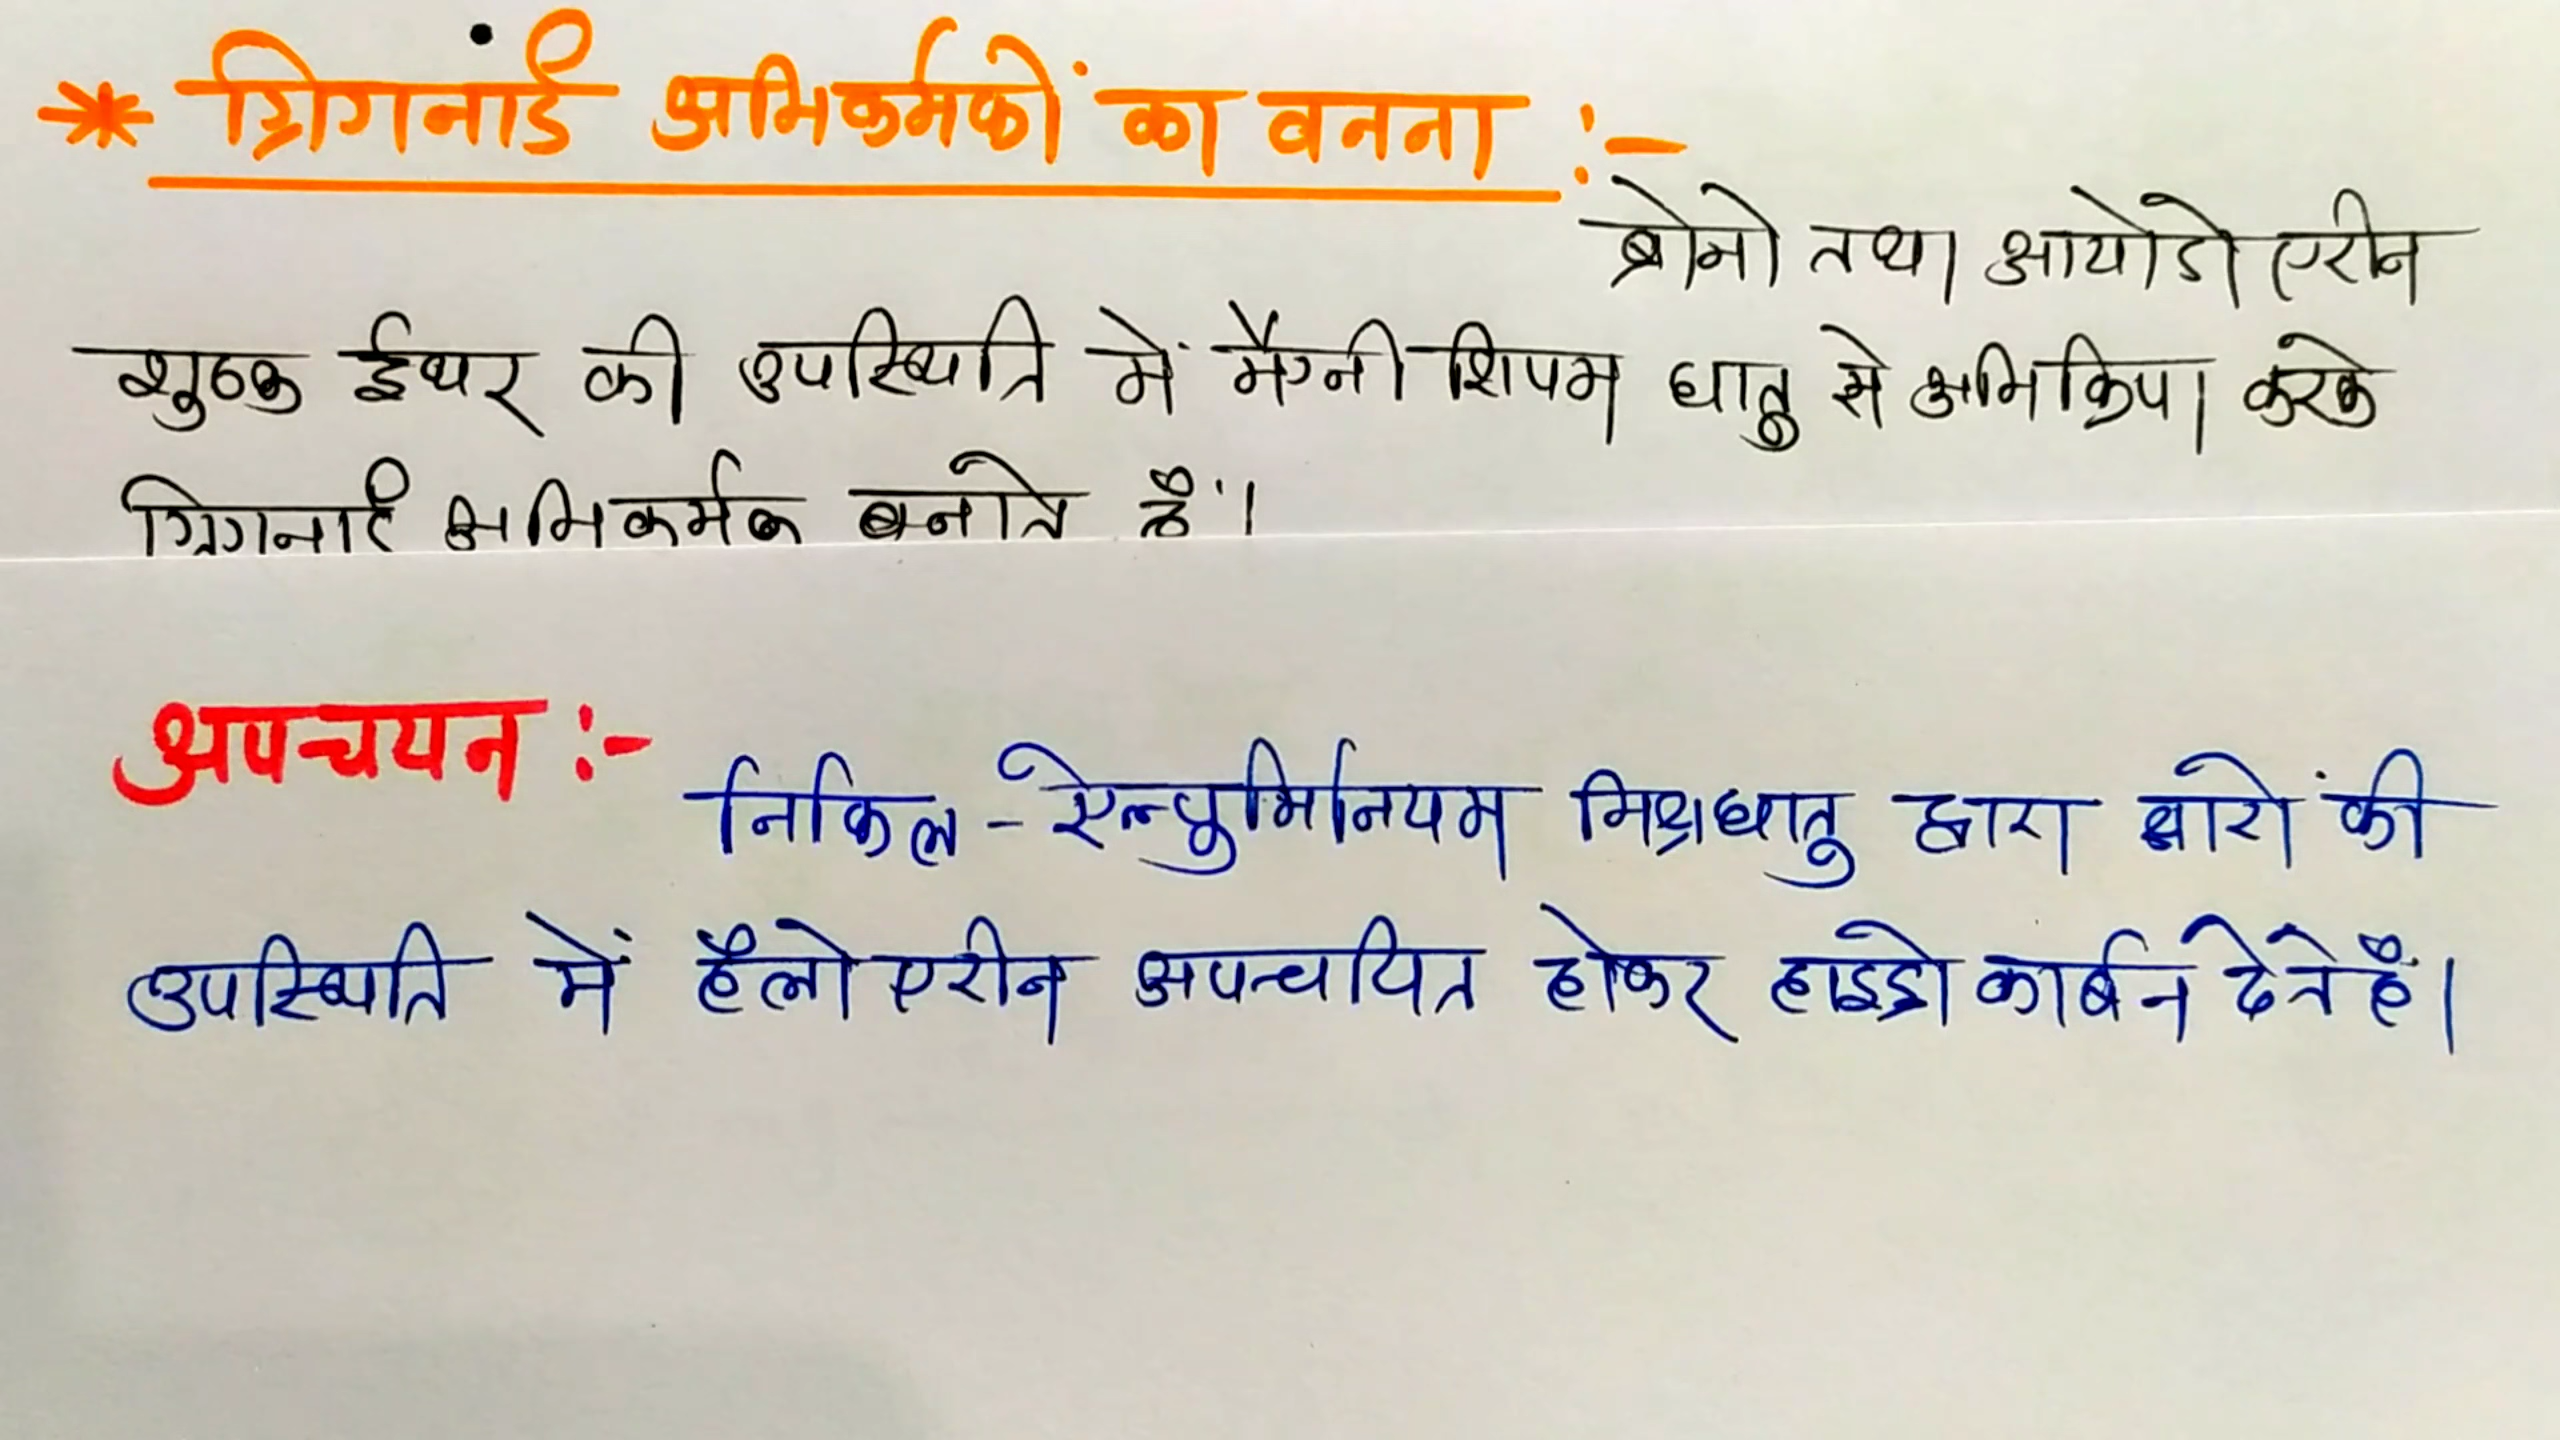 * ग्रिगनार्ड अभिकर्मकों का बनना :-
ब्रोमो तथा आयोडो एरीन
शुष्क ईथर की उपस्थिति में मैग्नीशियम धातु से अभिक्रिया करके
ग्रिगनार्ड अभिकर्मक बनाते हैं।
अपचयन :- निकिल - ऐल्युमिनियम मिश्रधातु द्वारा क्षारों की
उपस्थिति में हैलोएरीन अपचयित होकर हाइड्रोकार्बन देते हैं।